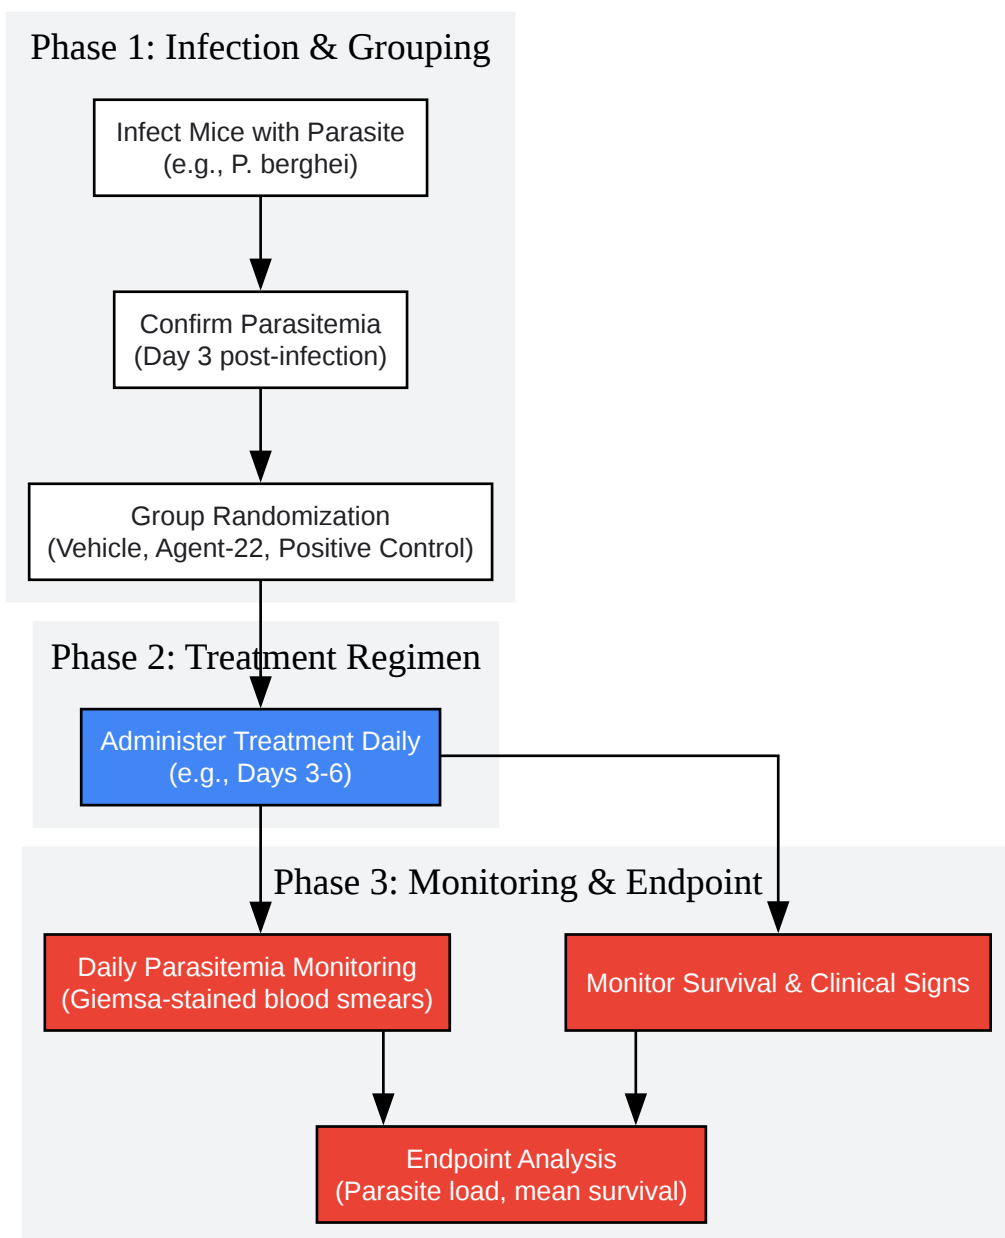 Phase 1: Infection & Grouping
Infect Mice with Parasite
(e.g., P. berghei)
Confirm Parasitemia
(Day 3 post-infection)
Group Randomization
(Vehicle, Agent-22, Positive Control)
Phase 2: Treatment Regimen
Administer Treatment Daily
(e.g., Days 3-6)
Phase 3: Monitoring & Endpoint
Daily Parasitemia Monitoring
(Giemsa-stained blood smears)
Monitor Survival & Clinical Signs
Endpoint Analysis
(Parasite load, mean survival)